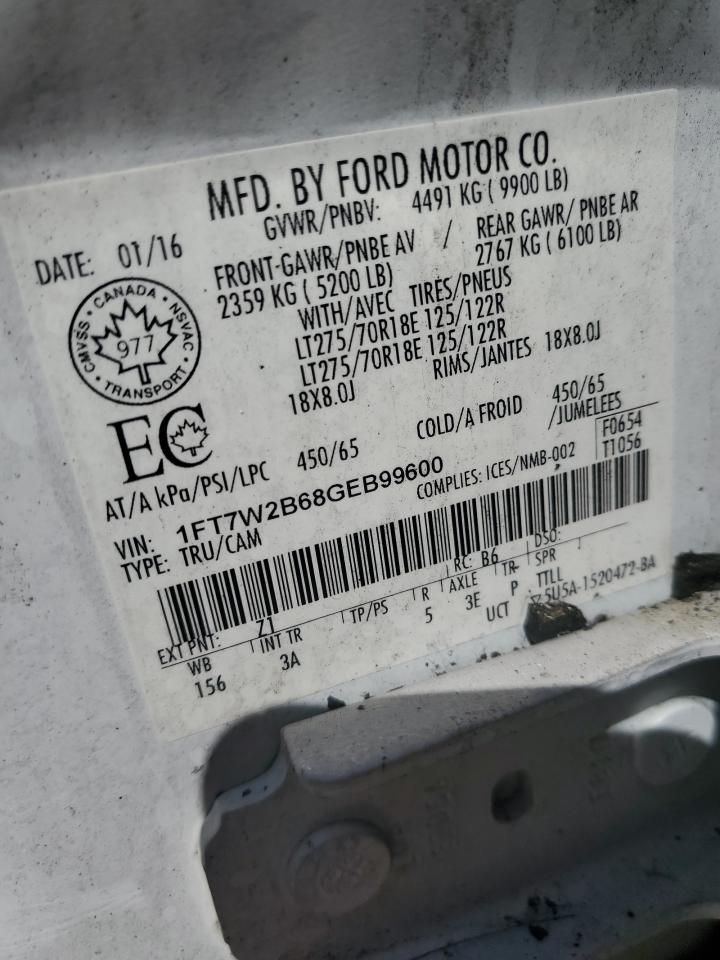 MFD. BY FORD MOTOR CO.
DATE: 01/16
GVWR/PNBV: 4491 KG ( 9900 LB)
FRONT-GAWR/PNBE AV / REAR GAWR/ PNBE AR
2359 KG ( 5200 LB) 2767 KG ( 6100 LB)
WITH/AVEC TIRES/PNEUS
LT275/70R18E 125/122R
LT275/70R18E 125/122R
18X8.0J RIMS/JANTES 18X8.0J
CANADA
CMVSS NSVAC
977
TRANSPORT
EC
AT/A kPa/PSI/LPC 450/65 COLD/A FROID 450/65
/JUMELEES
VIN: 1FT7W2B68GEB99600
COMPLIES: ICES/NMB-002
F0654
T1056
TYPE: TRU/CAM
EXT PNT: Z1 RC: B6 DSO:
WB INT TR TP/PS R AXLE TR SPR
156 3A 5 3E P TTLL
UCT 5U5A-1520472-BA